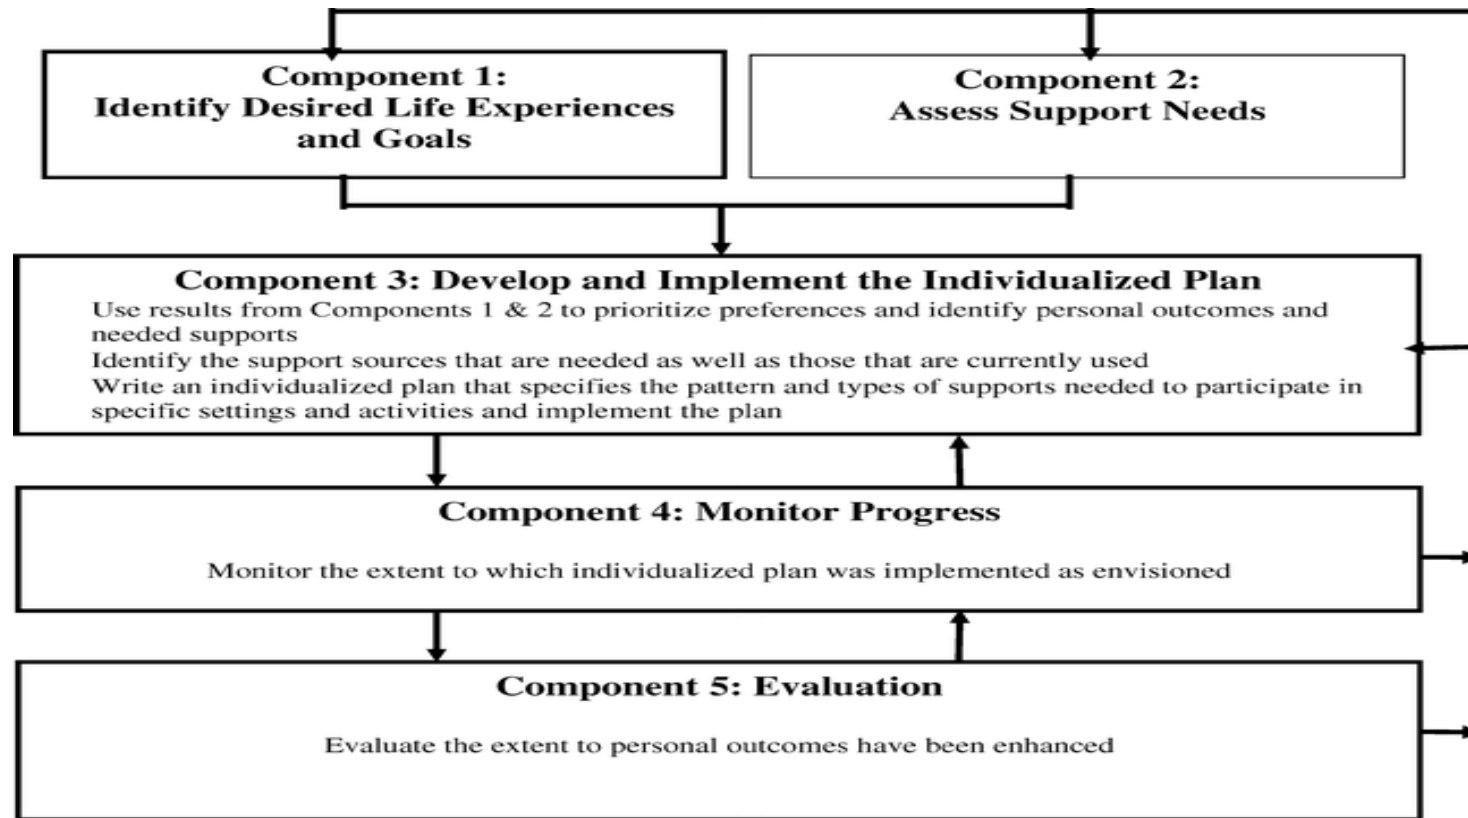 Component 1:
Identify Desired Life Experiences
and Goals
Component 2:
Assess Support Needs
Component 3: Develop and Implement the Individualized Plan
Use results from Components 1 & 2 to prioritize preferences and identify personal outcomes and
needed supports
Identify the support sources that are needed as well as those that are currently used
Write an individualized plan that specifies the pattern and types of supports needed to participate in
specific settings and activities and implement the plan
Component 4: Monitor Progress
Monitor the extent to which individualized plan was implemented as envisioned
Component 5: Evaluation
Evaluate the extent to personal outcomes have been enhanced